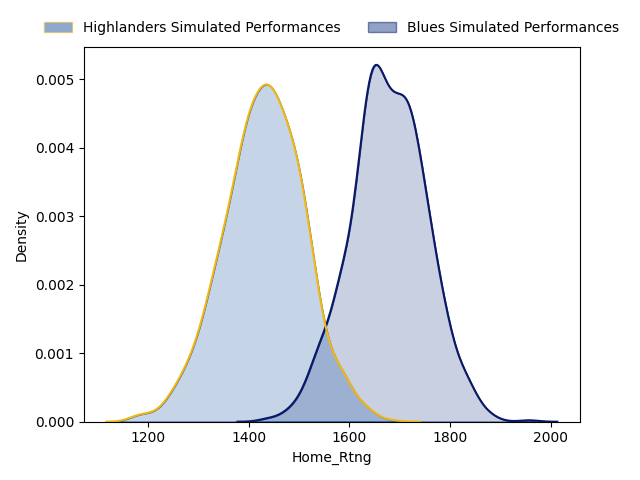 Highlanders Simulated Performances Blues Simulated Performances
0.005
0.004
0.003
0.002
0.001
0.000
Density
1200 1400 1600 1800 2000
Home_Rtng